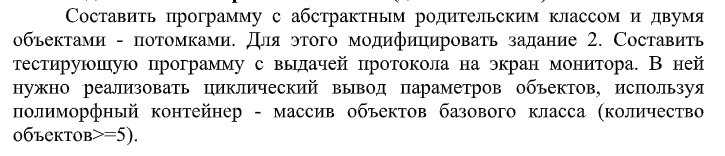 Составить программу с абстрактным родительским классом и двумя
объектами - потомками. Для этого модифицировать задание 2. Составить
тестирующую программу с выдачей протокола на экран монитора. В ней
нужно реализовать циклический вывод параметров объектов, используя
полиморфный контейнер - массив объектов базового класса (количество
объектов>=5).